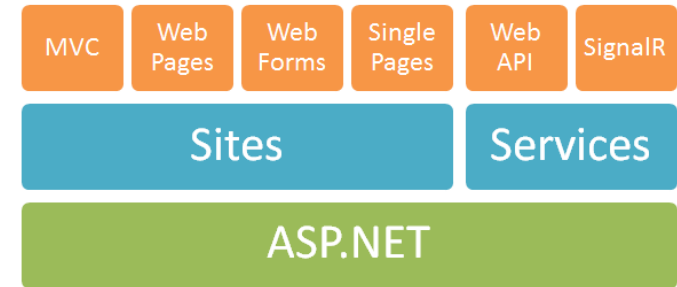 MVC
Web
Pages
Web
Forms
Single
Pages
Web
API
SignalR
Sites
Services
ASP.NET